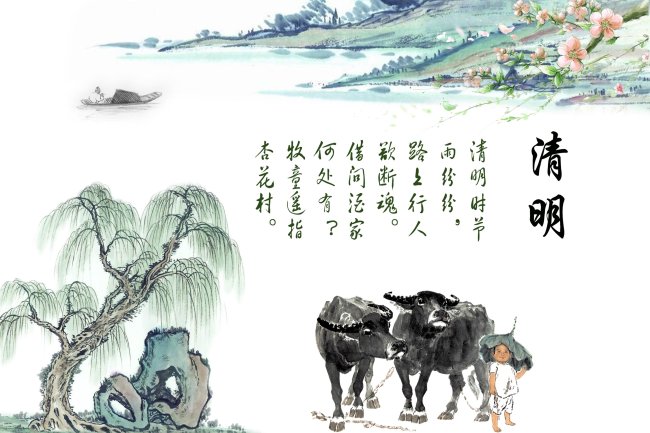 清明
清明时节
雨纷纷，
路上行人
欲断魂。
借问酒家
何处有？
牧童遥指
杏花村。